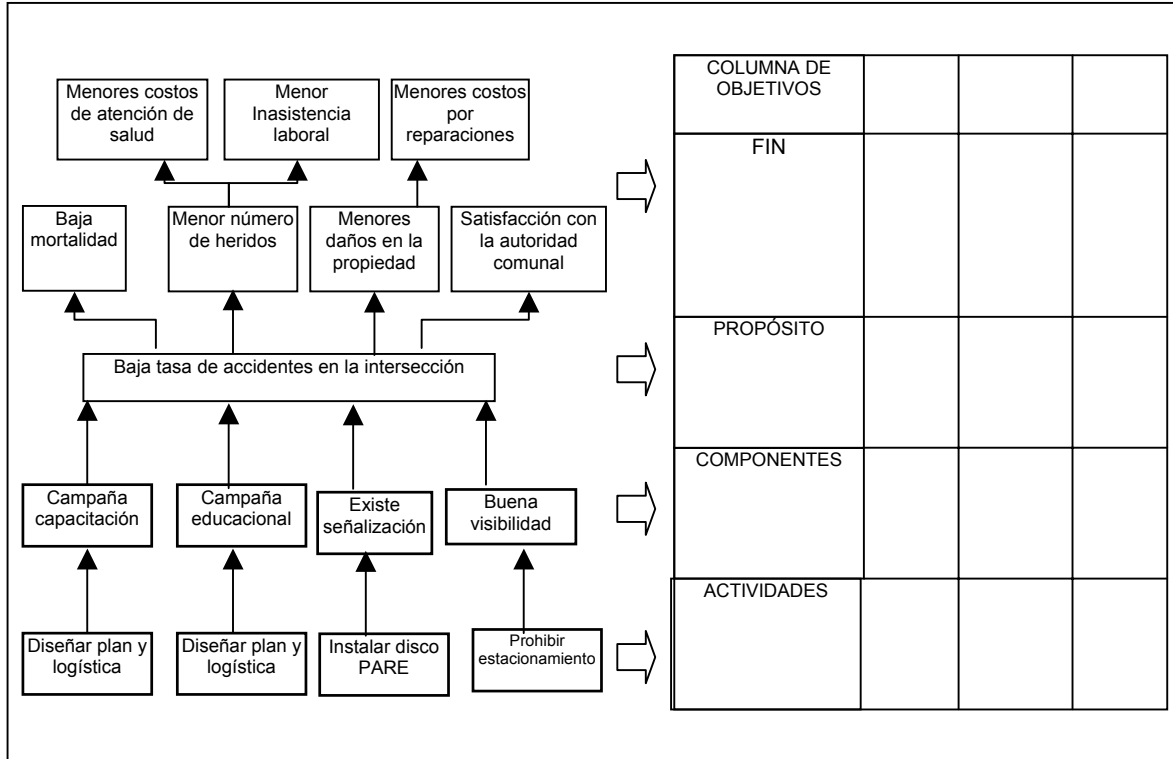 Menores costos
de atención de
salud
Menor
Inasistencia
laboral
Menores costos
por
reparaciones
Baja
mortalidad
Menor número
de heridos
Menores
daños en la
propiedad
Satisfacción con
la autoridad
comunal
Baja tasa de accidentes en la intersección
Campaña
capacitación
Campaña
educacional
Existe
señalización
Buena
visibilidad
Diseñar plan y
logística
Diseñar plan y
logística
Instalar disco
PARE
Prohibir
estacionamiento
COLUMNA DE
OBJETIVOS
FIN
PROPÓSITO
COMPONENTES
ACTIVIDADES